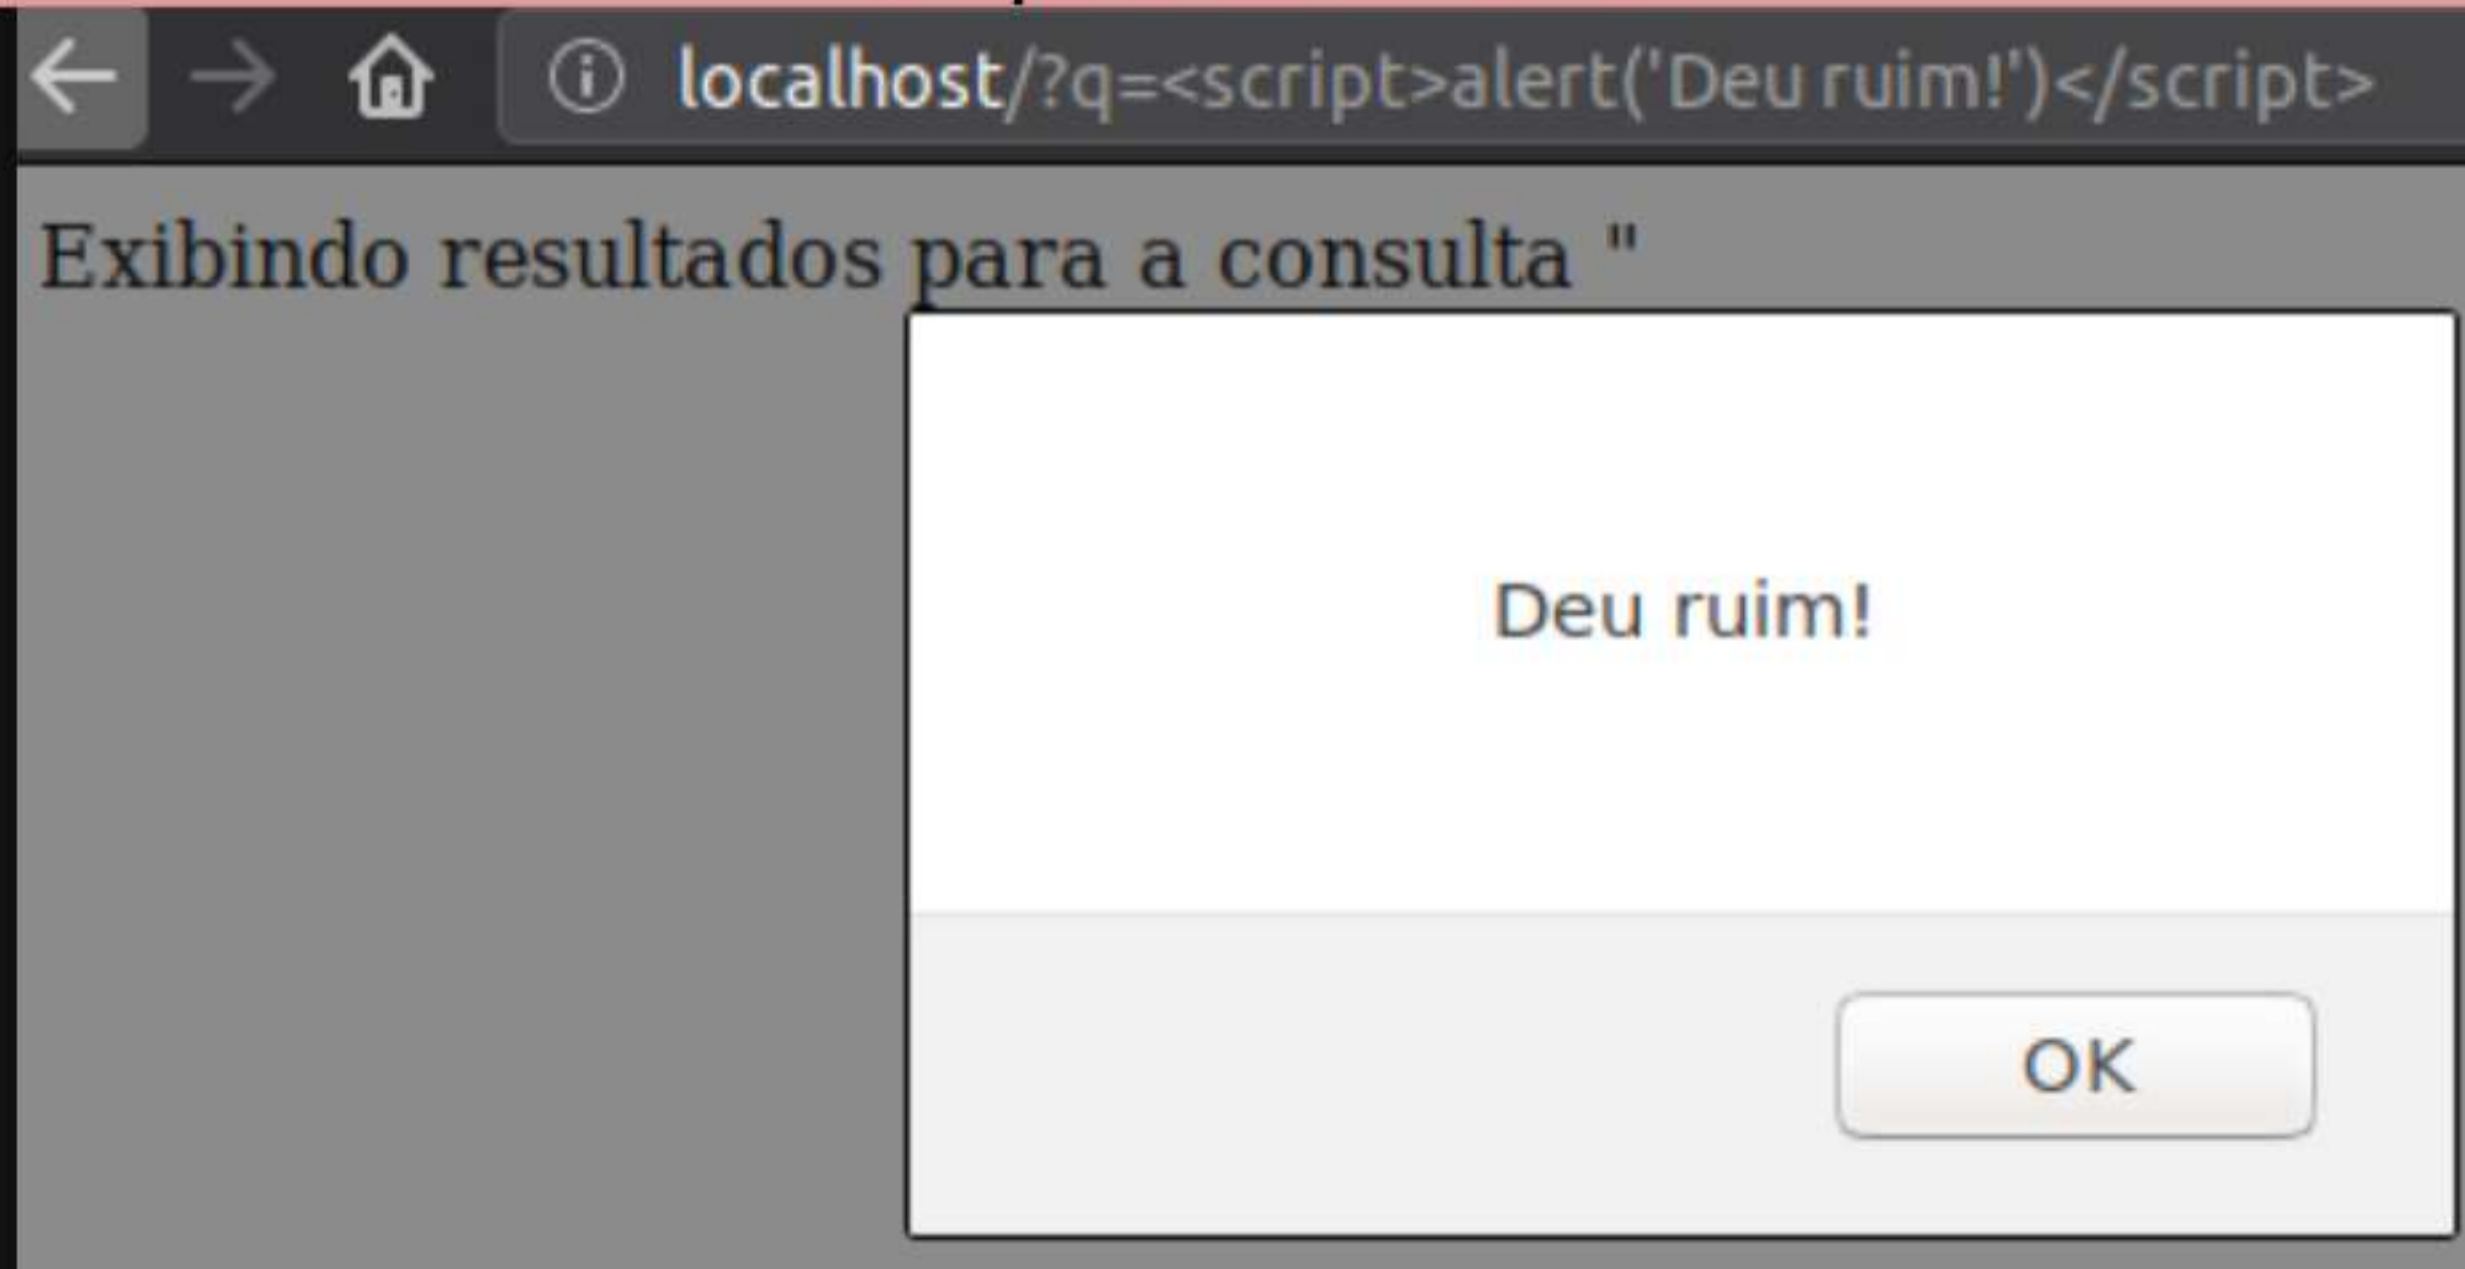 localhost/?q=<script>alert('Deu ruim!')</script>
Exibindo resultados para a consulta "
Deu ruim!
OK